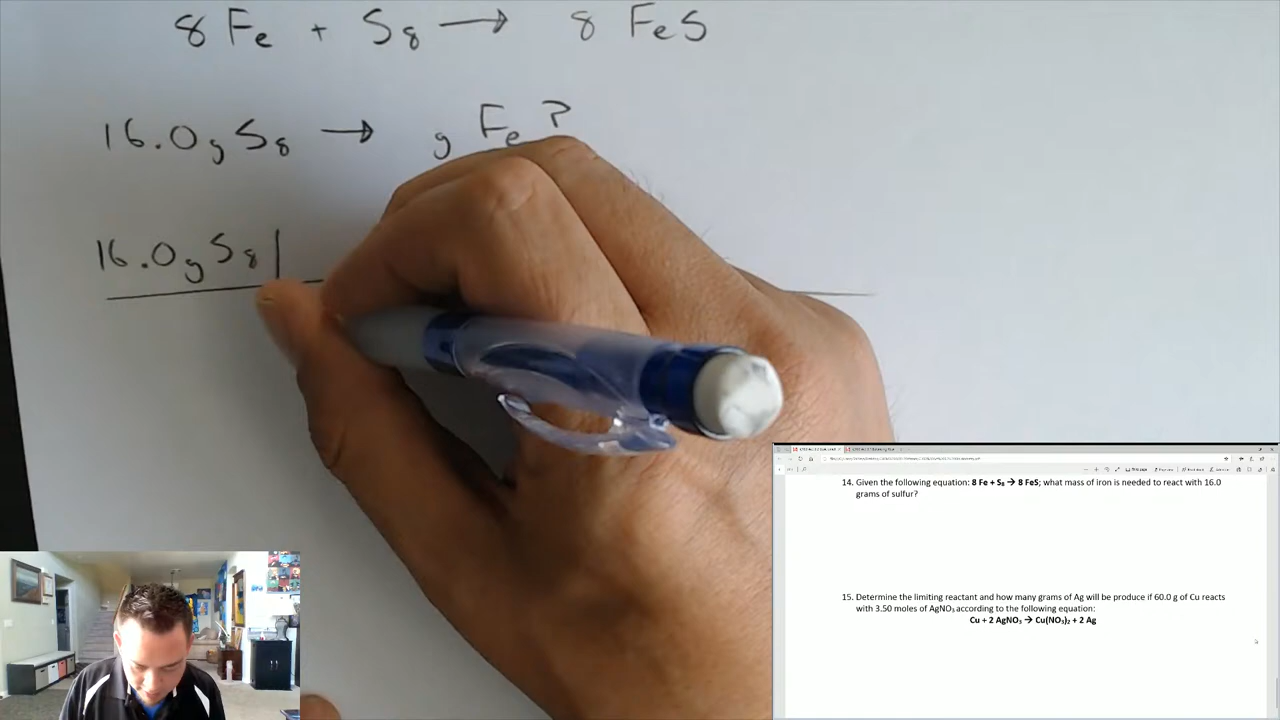 8 Fe + S₈ → 8 FeS
16.0 g S₈ → g Fe?
16.0 g S₈
14. Given the following equation: 8 Fe + S₈ → 8 FeS; what mass of iron is needed to react with 16.0
grams of sulfur?
15. Determine the limiting reactant and how many grams of Ag will be produce if 60.0 g of Cu reacts
with 3.50 moles of AgNO₃ according to the following equation:
Cu + 2 AgNO₃ → Cu(NO₃)₂ + 2 Ag